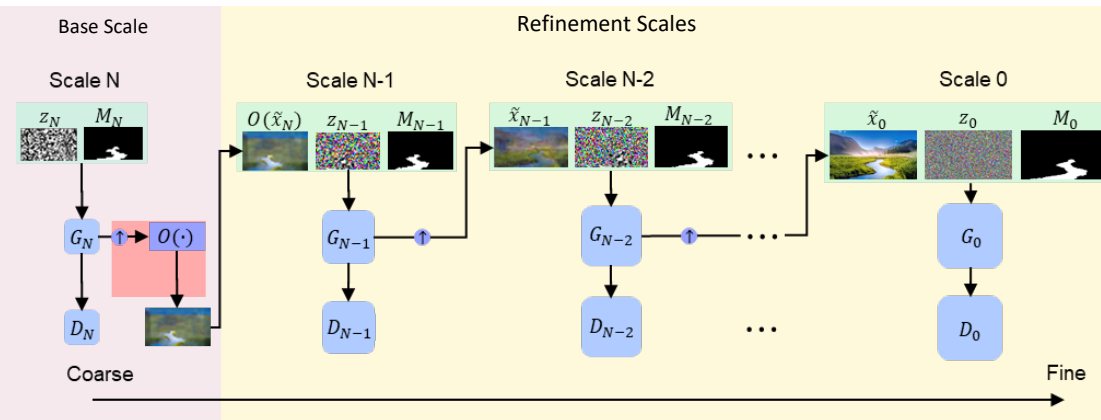 Base Scale
Refinement Scales
Scale N
Scale N-1
Scale N-2
Scale 0
z_N M_N
O(x̃_N) z_{N-1} M_{N-1}
x̃_{N-1} z_{N-2} M_{N-2}
x̃_0 z_0 M_0
...
G_N ↑ O(·)
G_{N-1} ↑
G_{N-2} ↑ ...
G_0
D_N
D_{N-1}
D_{N-2}
...
D_0
Coarse
Fine